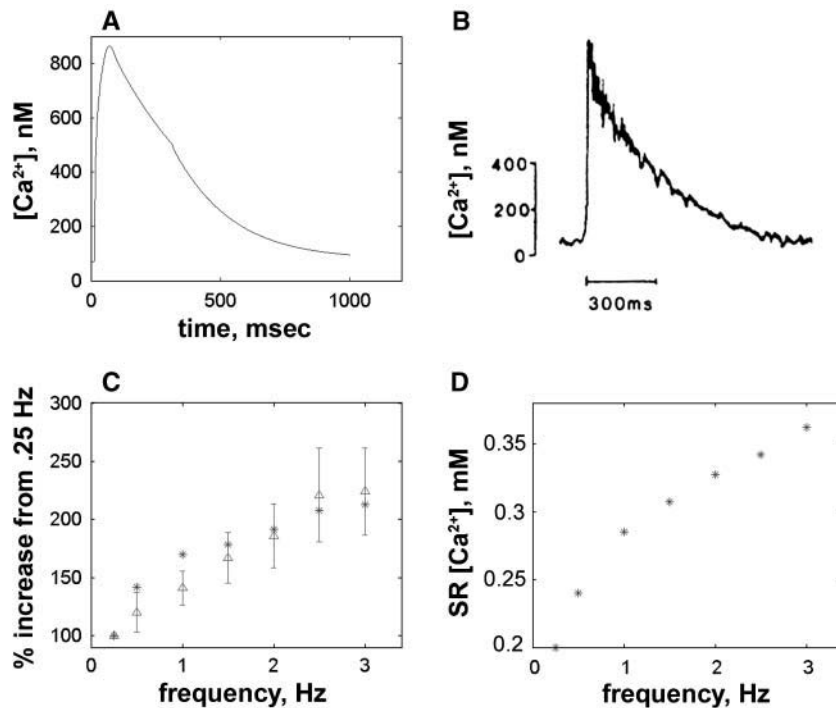 A
[Ca²⁺], nM
800
600
400
200
0
0
500
1000
time, msec
B
[Ca²⁺], nM
400
200
0
300ms
C
% increase from .25 Hz
300
250
200
150
100
0
1
2
3
frequency, Hz
D
SR [Ca²⁺], mM
0.35
0.3
0.25
0.2
0
1
2
3
frequency, Hz